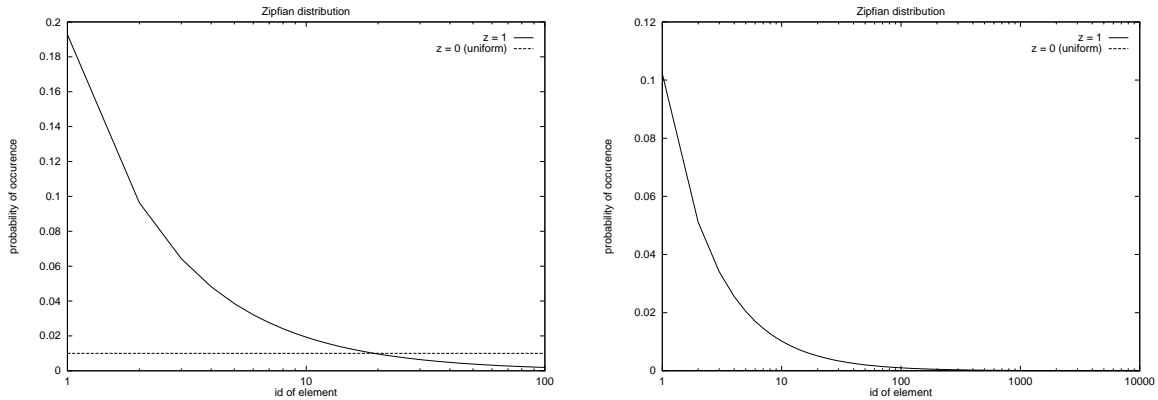 Zipfian distribution
z = 1
z = 0 (uniform)
probability of occurence
0.2
0.18
0.16
0.14
0.12
0.1
0.08
0.06
0.04
0.02
0
1 10 100
id of element
Zipfian distribution
z = 1
z = 0 (uniform)
probability of occurence
0.12
0.1
0.08
0.06
0.04
0.02
0
1 10 100 1000 10000
id of element